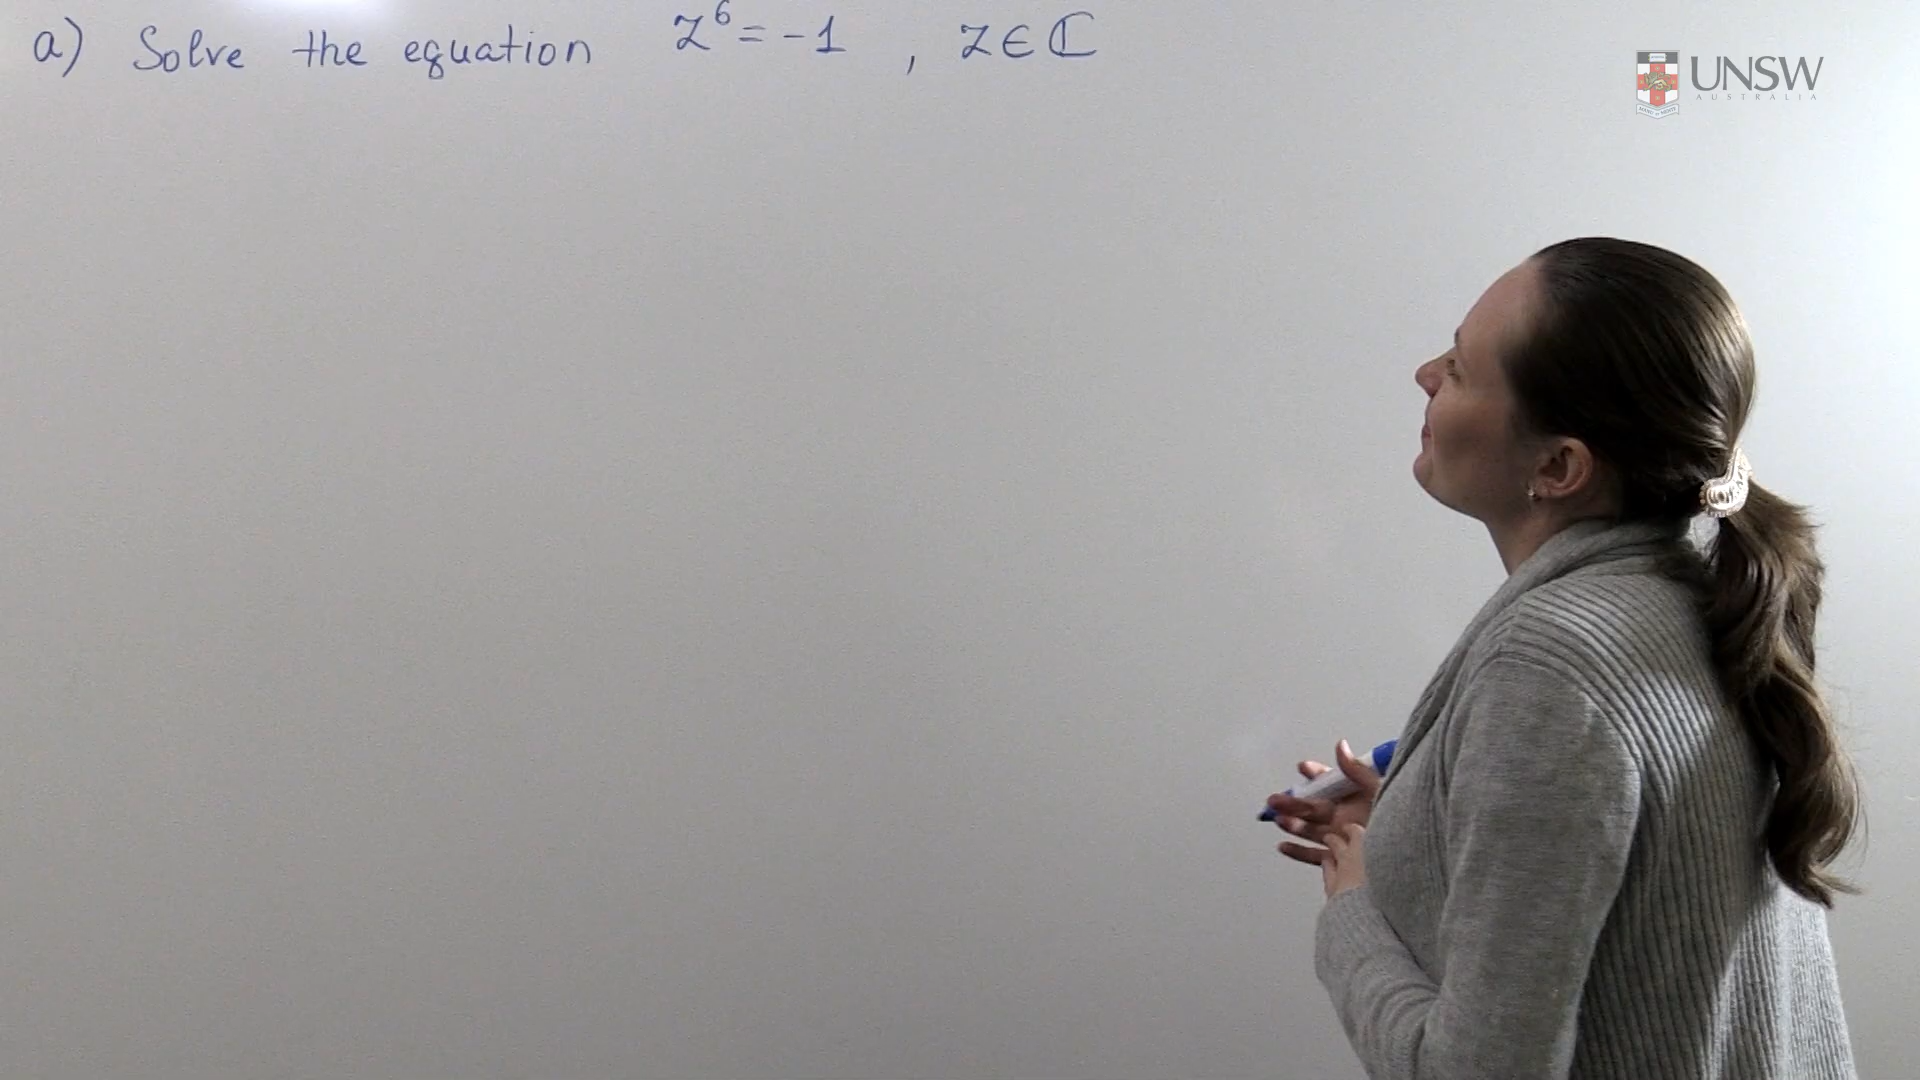 a) Solve the equation z⁶ = -1 , z ∈ ℂ
UNSW
AUSTRALIA